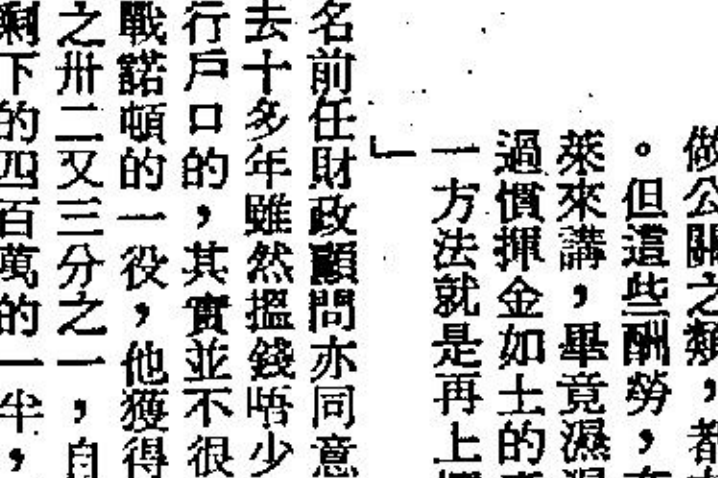 做公關之類，都
。但這些酬勞，在
萊來講，畢竟濕濕
過慣揮金如土的
一方法就是再上
」
名前任財政顧問亦同意
去十多年雖然搵錢唔少
行戶口的，其實並不很
戰諾頓的一役，他獲得
之卅二又三分之一，自
剩下的四百萬的一半，